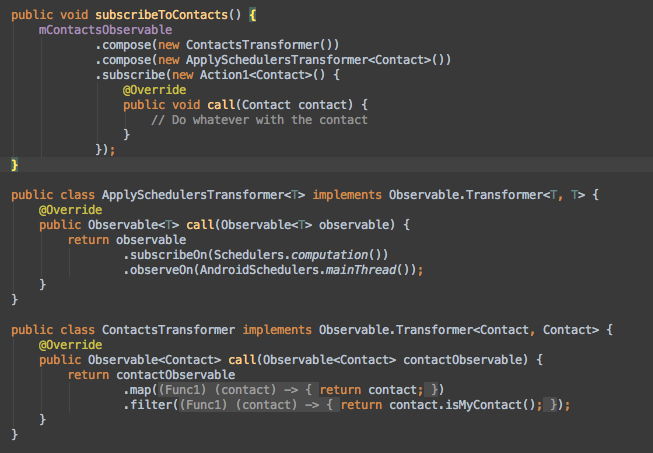 public void subscribeToContacts() {
    mContactsObservable
            .compose(new ContactsTransformer())
            .compose(new ApplySchedulersTransformer<Contact>())
            .subscribe(new Action1<Contact>() {
                @Override
                public void call(Contact contact) {
                    // Do whatever with the contact
                }
            });
}
public class ApplySchedulersTransformer<T> implements Observable.Transformer<T, T> {
    @Override
    public Observable<T> call(Observable<T> observable) {
        return observable
                .subscribeOn(Schedulers.computation())
                .observeOn(AndroidSchedulers.mainThread());
    }
}
public class ContactsTransformer implements Observable.Transformer<Contact, Contact> {
    @Override
    public Observable<Contact> call(Observable<Contact> contactObservable) {
        return contactObservable
                .map((Func1) (contact) -> { return contact; })
                .filter((Func1) (contact) -> { return contact.isMyContact(); });
    }
}